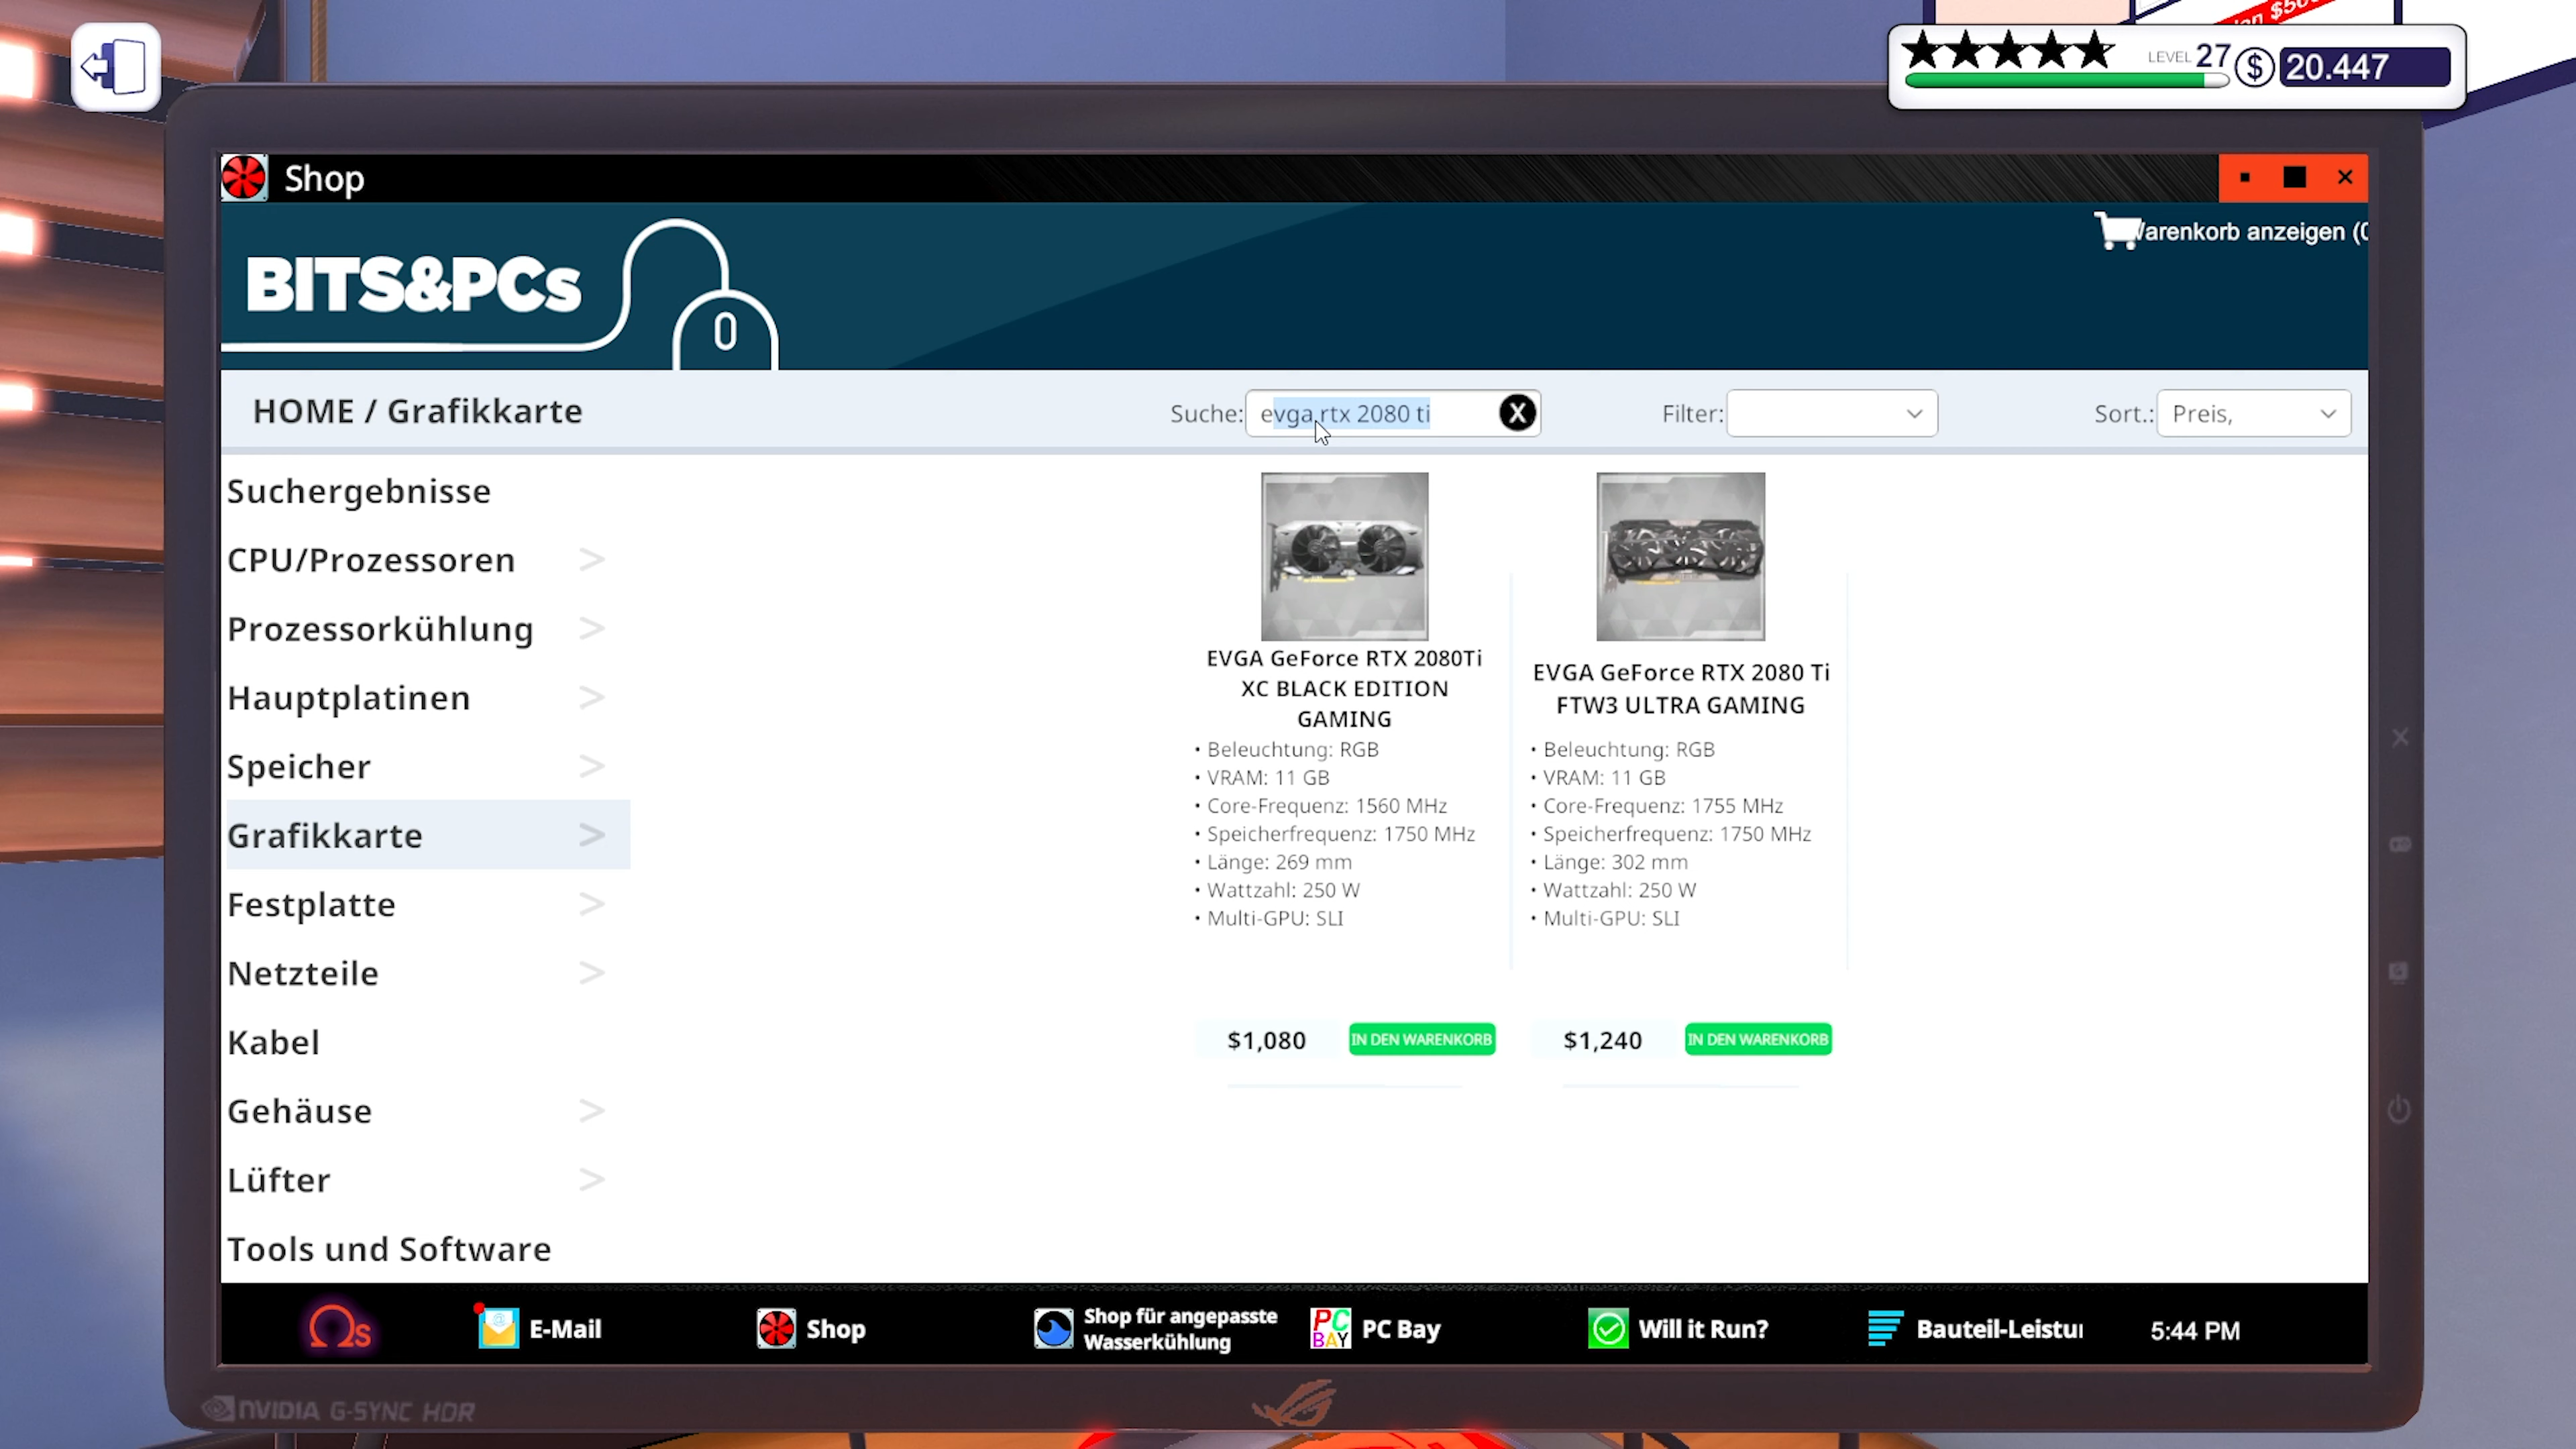 LEVEL 27 $ 20.447
Shop
Warenkorb anzeigen (0
BITS&PCs
HOME / Grafikkarte
Suche: evga rtx 2080 ti X
Filter:
Sort.: Preis,
Suchergebnisse
CPU/Prozessoren >
Prozessorkühlung >
Hauptplatinen >
Speicher >
Grafikkarte >
Festplatte >
Netzteile >
Kabel
Gehäuse >
Lüfter >
Tools und Software
EVGA GeForce RTX 2080Ti
XC BLACK EDITION
GAMING
• Beleuchtung: RGB
• VRAM: 11 GB
• Core-Frequenz: 1560 MHz
• Speicherfrequenz: 1750 MHz
• Länge: 269 mm
• Wattzahl: 250 W
• Multi-GPU: SLI
$1,080 IN DEN WARENKORB
EVGA GeForce RTX 2080 Ti
FTW3 ULTRA GAMING
• Beleuchtung: RGB
• VRAM: 11 GB
• Core-Frequenz: 1755 MHz
• Speicherfrequenz: 1750 MHz
• Länge: 302 mm
• Wattzahl: 250 W
• Multi-GPU: SLI
$1,240 IN DEN WARENKORB
Ωs
E-Mail
Shop
Shop für angepasste
Wasserkühlung
PC
BAY
PC Bay
Will it Run?
Bauteil-Leistu
5:44 PM
NVIDIA G-SYNC HDR